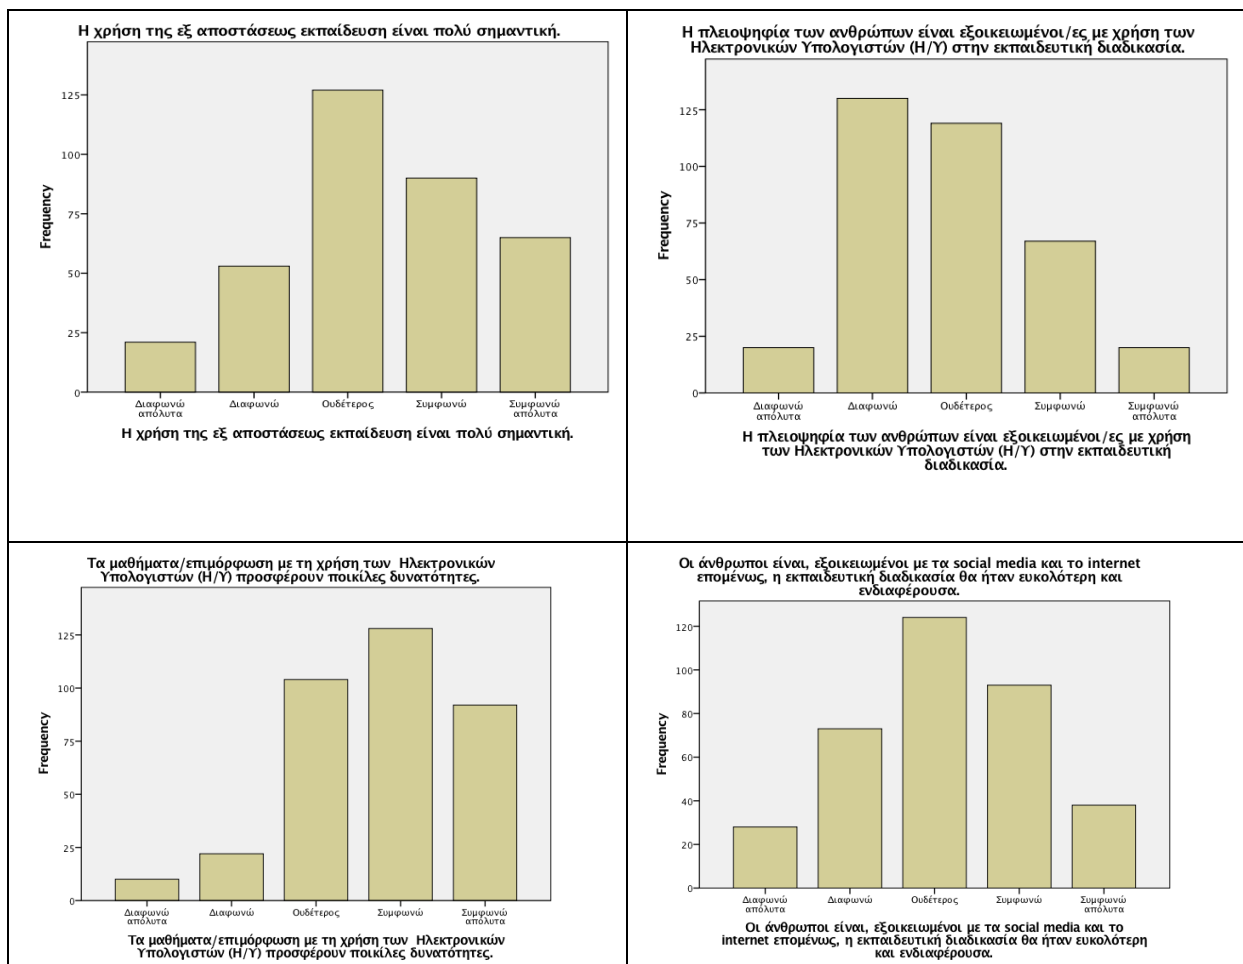 Η χρήση της εξ αποστάσεως εκπαίδευση είναι πολύ σημαντική.
Frequency
125
100
75
50
25
0
Διαφωνώ απόλυτα
Διαφωνώ
Ουδέτερος
Συμφωνώ
Συμφωνώ απόλυτα
Η χρήση της εξ αποστάσεως εκπαίδευση είναι πολύ σημαντική.
Η πλειοψηφία των ανθρώπων είναι εξοικειωμένοι/ες με χρήση των
Ηλεκτρονικών Υπολογιστών (Η/Υ) στην εκπαιδευτική διαδικασία.
Frequency
125
100
75
50
25
0
Διαφωνώ απόλυτα
Διαφωνώ
Ουδέτερος
Συμφωνώ
Συμφωνώ απόλυτα
Η πλειοψηφία των ανθρώπων είναι εξοικειωμένοι/ες με χρήση
των Ηλεκτρονικών Υπολογιστών (Η/Υ) στην εκπαιδευτική
διαδικασία.
Τα μαθήματα/επιμόρφωση με τη χρήση των Ηλεκτρονικών
Υπολογιστών (Η/Υ) προσφέρουν ποικίλες δυνατότητες.
Frequency
125
100
75
50
25
0
Διαφωνώ απόλυτα
Διαφωνώ
Ουδέτερος
Συμφωνώ
Συμφωνώ απόλυτα
Τα μαθήματα/επιμόρφωση με τη χρήση των Ηλεκτρονικών
Υπολογιστών (Η/Υ) προσφέρουν ποικίλες δυνατότητες.
Οι άνθρωποι είναι, εξοικειωμένοι με τα social media και το internet
επομένως, η εκπαιδευτική διαδικασία θα ήταν ευκολότερη και
ενδιαφέρουσα.
Frequency
120
100
80
60
40
20
0
Διαφωνώ απόλυτα
Διαφωνώ
Ουδέτερος
Συμφωνώ
Συμφωνώ απόλυτα
Οι άνθρωποι είναι, εξοικειωμένοι με τα social media και το
internet επομένως, η εκπαιδευτική διαδικασία θα ήταν ευκολότερη
και ενδιαφέρουσα.